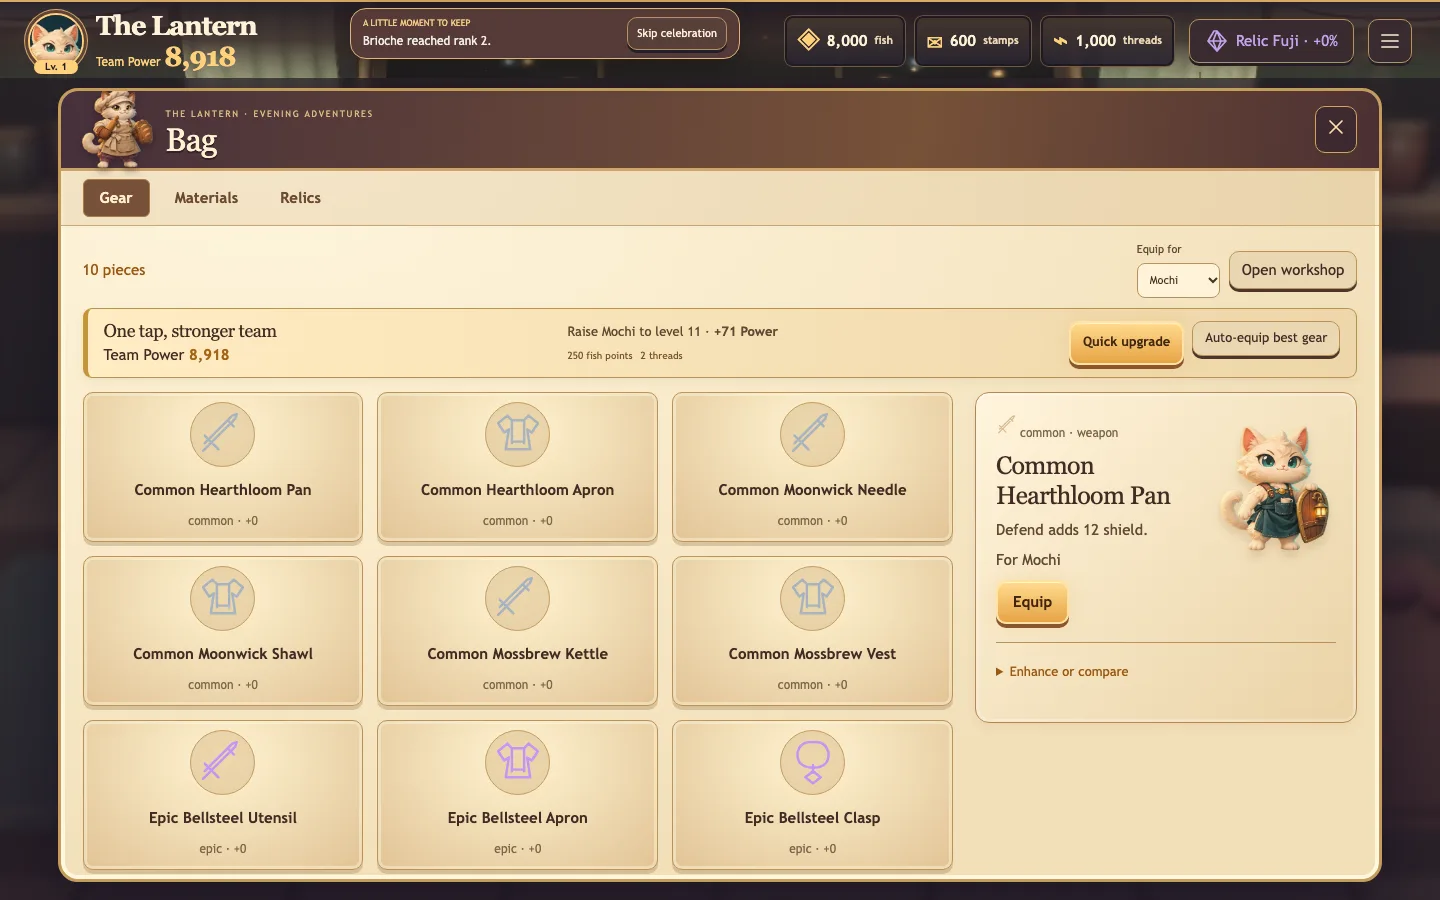 The Lantern
Team Power 8,918
Lv. 1
A LITTLE MOMENT TO KEEP
Brioche reached rank 2.
Skip celebration
8,000 fish
600 stamps
1,000 threads
Relic Fuji · +0%
THE LANTERN · EVENING ADVENTURES
Bag
Gear
Materials
Relics
10 pieces
Equip for
Mochi
Open workshop
One tap, stronger team
Team Power 8,918
Raise Mochi to level 11 · +71 Power
250 fish points 2 threads
Quick upgrade
Auto-equip best gear
Common Hearthloom Pan
common · +0
Common Hearthloom Apron
common · +0
Common Moonwick Needle
common · +0
Common Moonwick Shawl
common · +0
Common Mossbrew Kettle
common · +0
Common Mossbrew Vest
common · +0
Epic Bellsteel Utensil
epic · +0
Epic Bellsteel Apron
epic · +0
Epic Bellsteel Clasp
epic · +0
common · weapon
Common
Hearthloom Pan
Defend adds 12 shield.
For Mochi
Equip
Enhance or compare